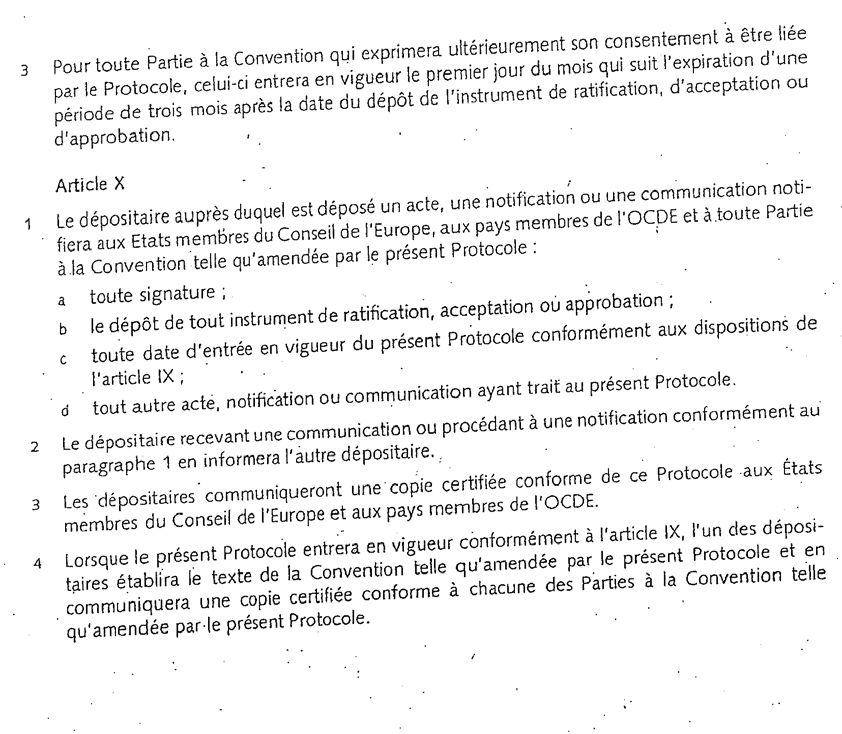 3 Pour toute Partie à la Convention qui exprimera ultérieurement son consentement à être liée
par le Protocole, celui-ci entrera en vigueur le premier jour du mois qui suit l'expiration d'une
période de trois mois après la date du dépôt de l'instrument de ratification, d'acceptation ou
d'approbation.
Article X
1 Le dépositaire auprès duquel est déposé un acte, une notification ou une communication noti-
fiera aux Etats membres du Conseil de l'Europe, aux pays membres de l'OCDE et à toute Partie
à la Convention telle qu'amendée par le présent Protocole :
a toute signature ;
b le dépôt de tout instrument de ratification, acceptation ou approbation ;
c toute date d'entrée en vigueur du présent Protocole conformément aux dispositions de
l'article IX ;
d tout autre acte, notification ou communication ayant trait au présent Protocole.
2 Le dépositaire recevant une communication ou procédant à une notification conformément au
paragraphe 1 en informera l'autre dépositaire.
3 Les dépositaires communiqueront une copie certifiée conforme de ce Protocole aux États
membres du Conseil de l'Europe et aux pays membres de l'OCDE.
4 Lorsque le présent Protocole entrera en vigueur conformément à l'article IX, l'un des déposi-
taires établira le texte de la Convention telle qu'amendée par le présent Protocole et en
communiquera une copie certifiée conforme à chacune des Parties à la Convention telle
qu'amendée par le présent Protocole.